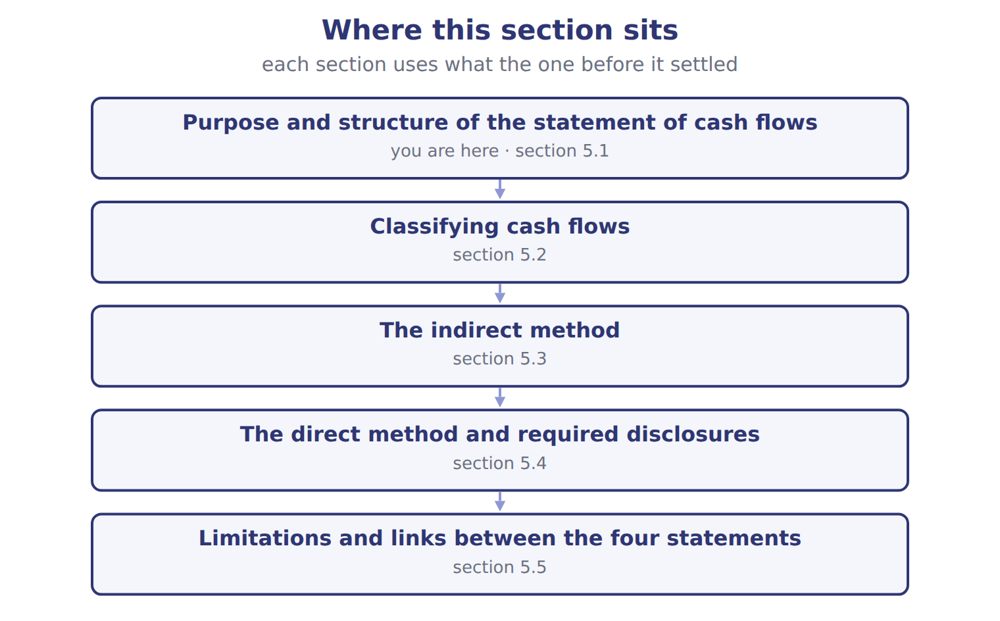 Where this section sits
each section uses what the one before it settled
Purpose and structure of the statement of cash flows
you are here · section 5.1
Classifying cash flows
section 5.2
The indirect method
section 5.3
The direct method and required disclosures
section 5.4
Limitations and links between the four statements
section 5.5